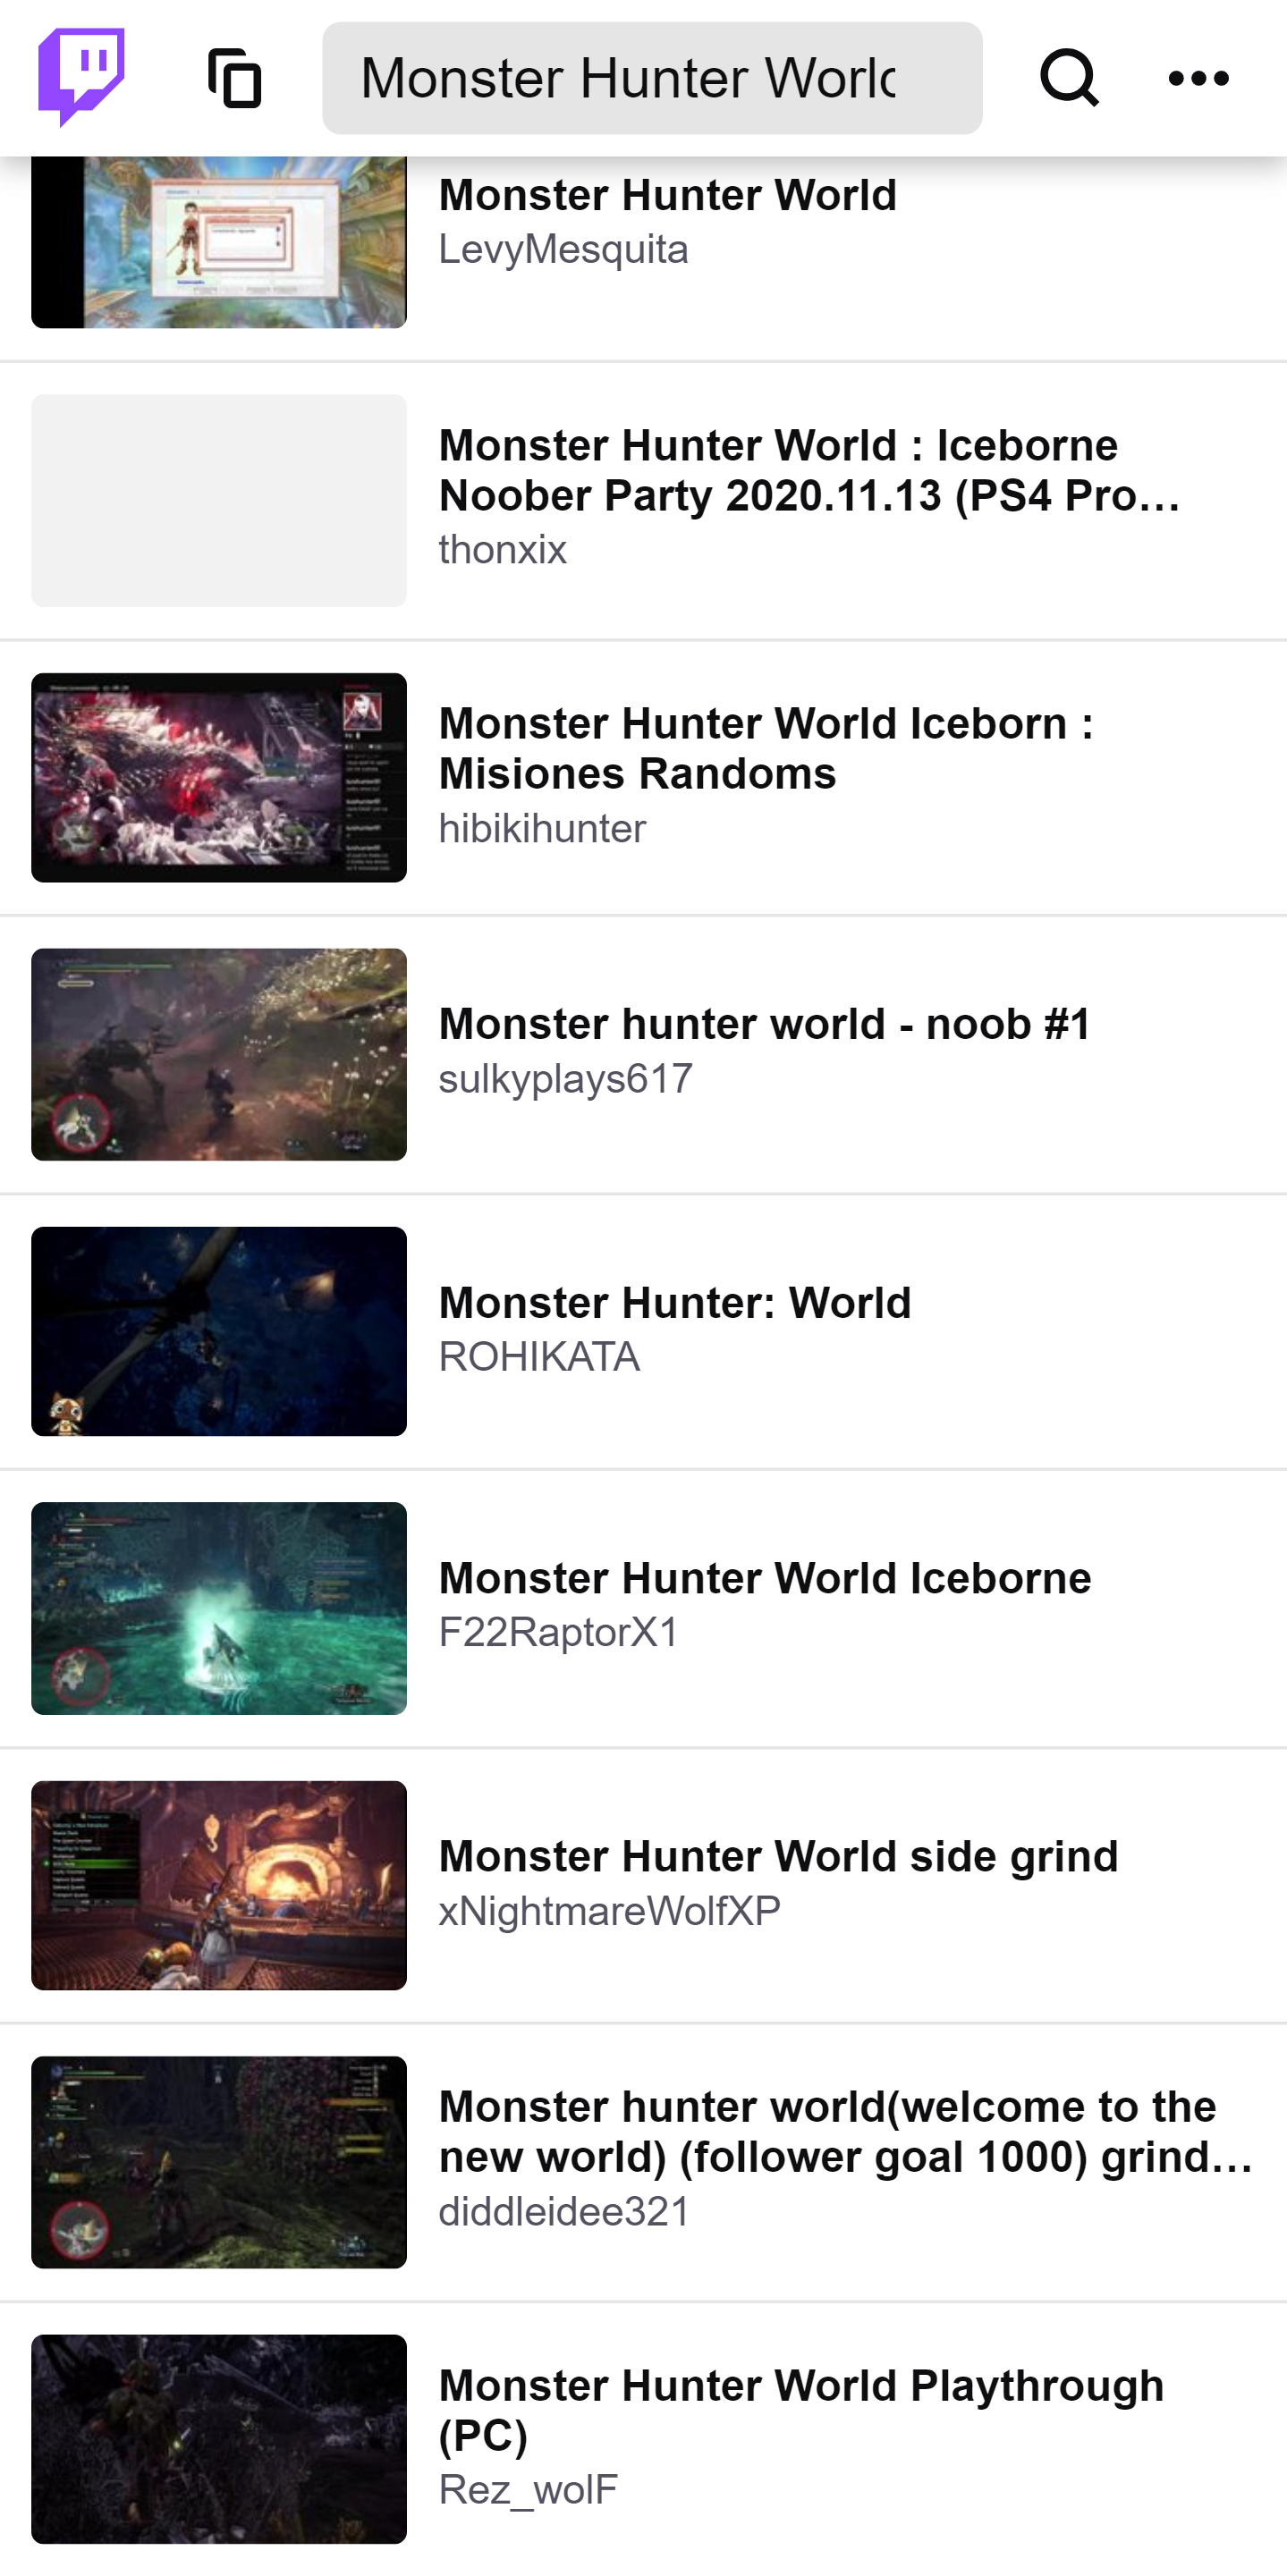 Monster Hunter Worl
Monster Hunter World
LevyMesquita
Monster Hunter World : Iceborne
Noober Party 2020.11.13 (PS4 Pro…
thonxix
Monster Hunter World Iceborn :
Misiones Randoms
hibikihunter
Monster hunter world - noob #1
sulkyplays617
Monster Hunter: World
ROHIKATA
Monster Hunter World Iceborne
F22RaptorX1
Monster Hunter World side grind
xNightmareWolfXP
Monster hunter world(welcome to the
new world) (follower goal 1000) grind…
diddleidee321
Monster Hunter World Playthrough
(PC)
Rez_wolF